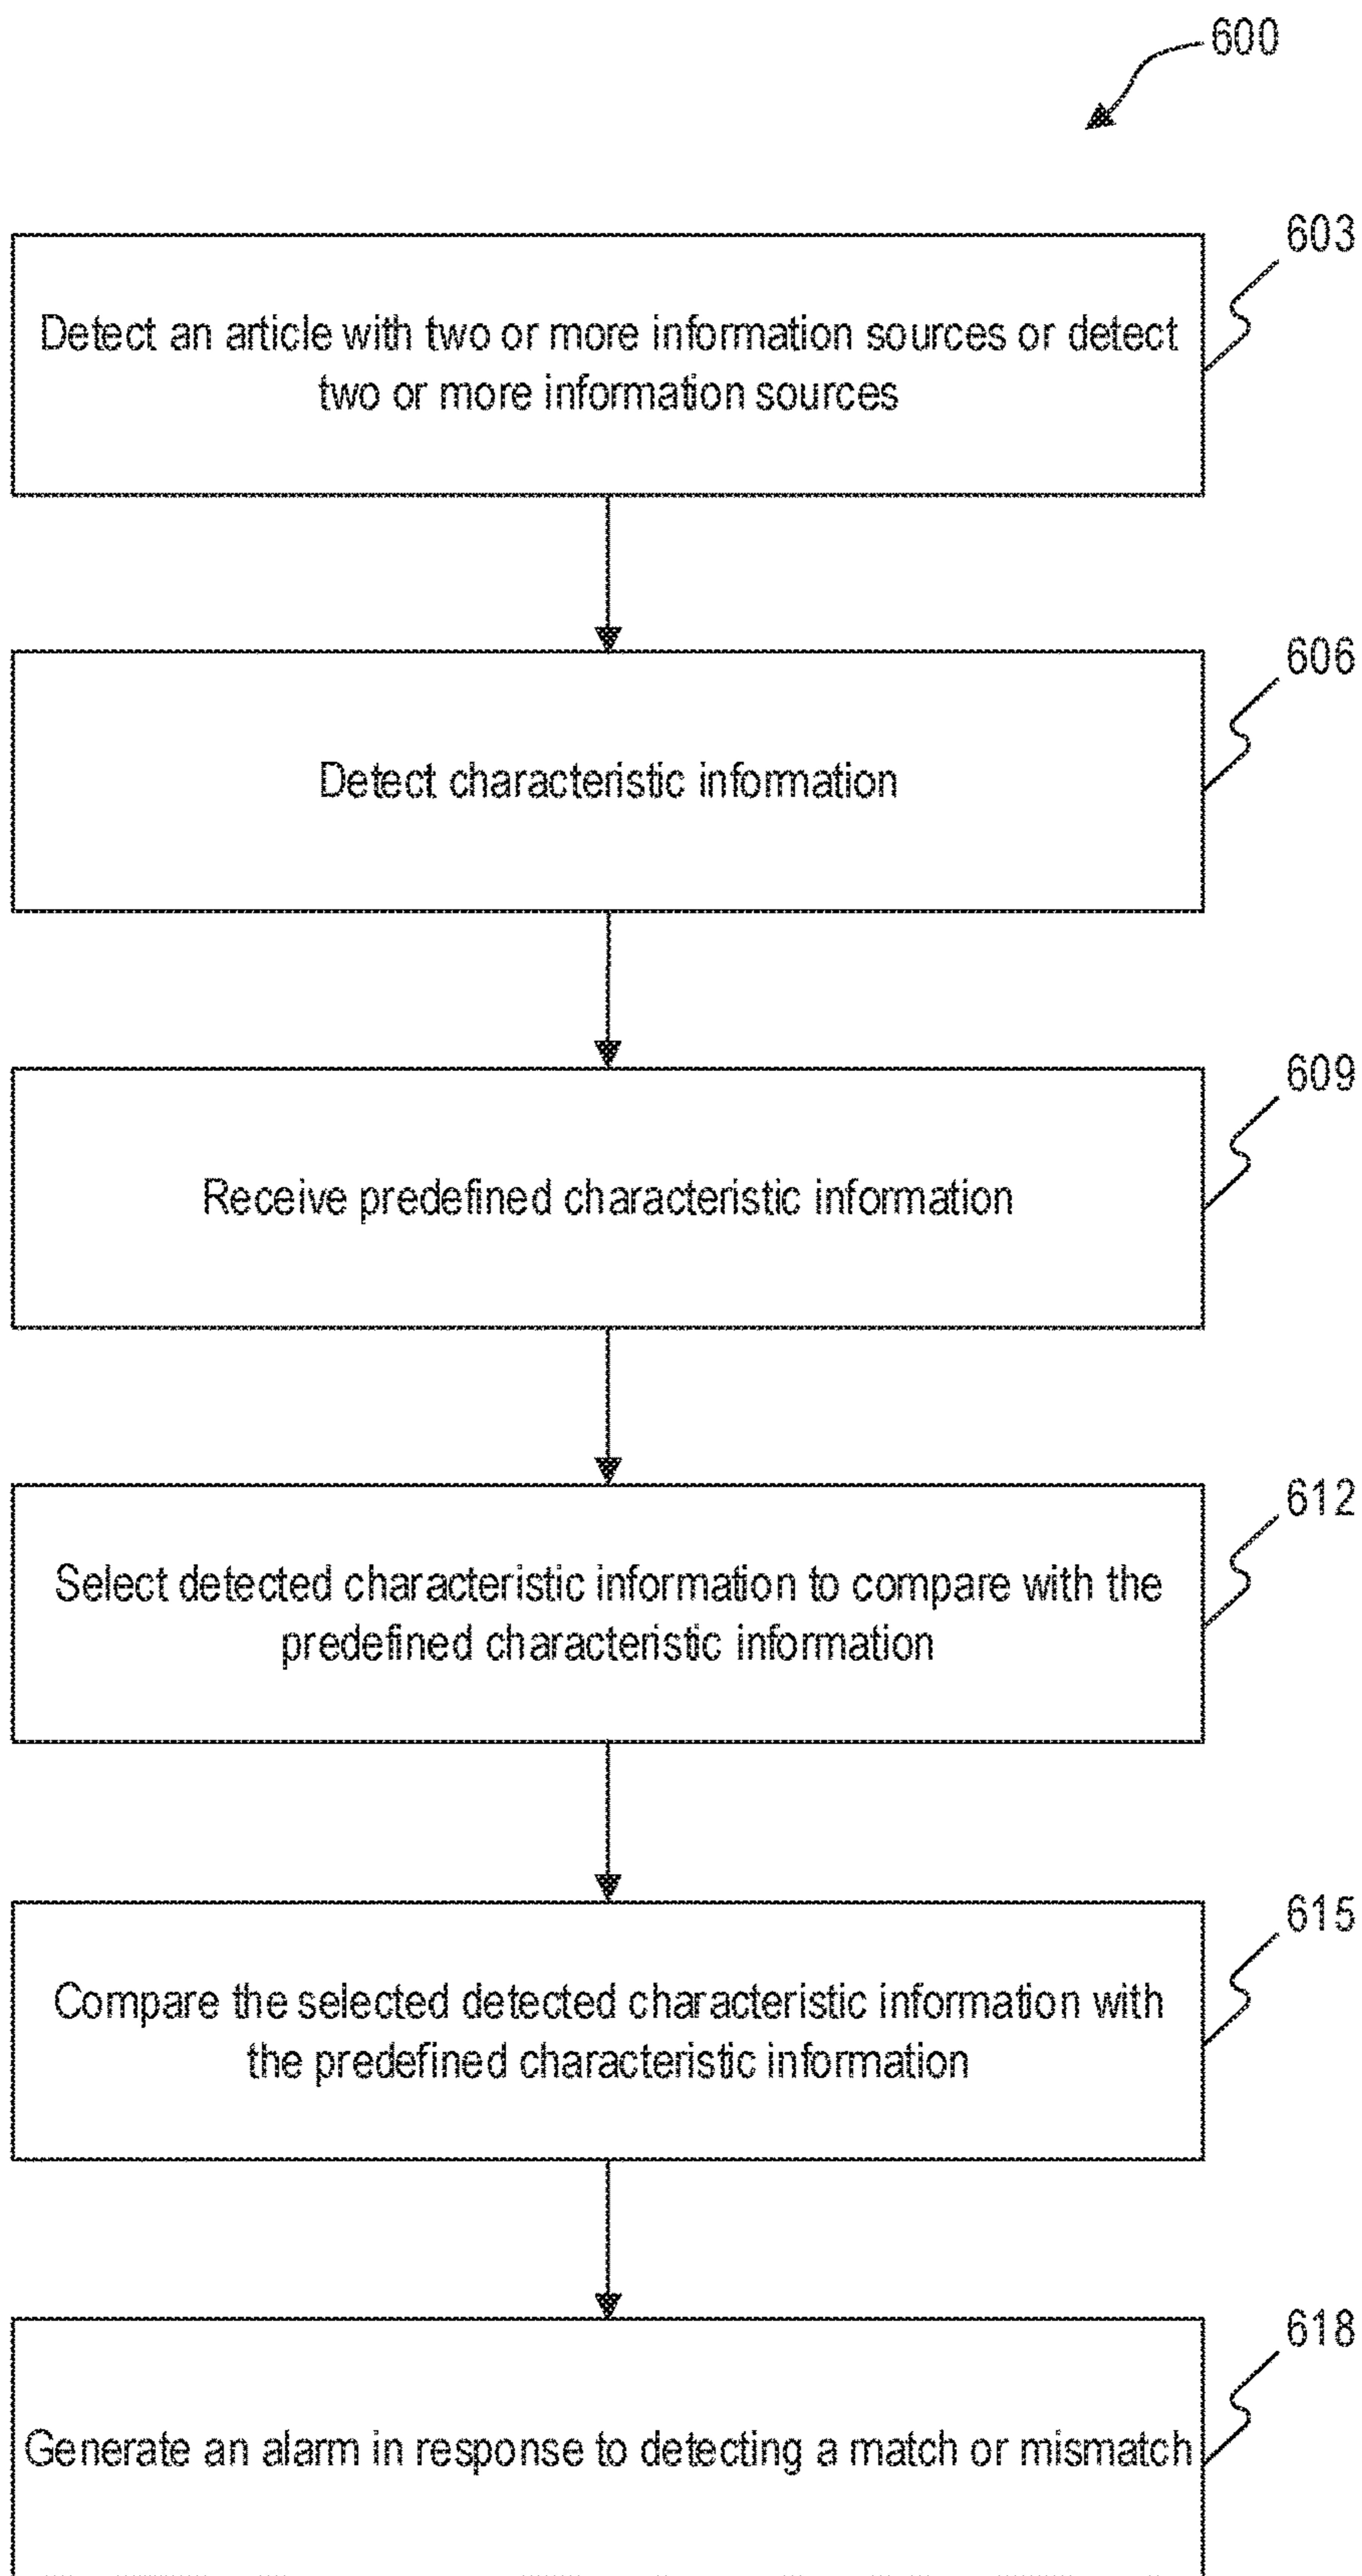 600
603
Detect an article with two or more information sources or detect
two or more information sources
606
Detect characteristic information
609
Receive predefined characteristic information
612
Select detected characteristic information to compare with the
predefined characteristic information
615
Compare the selected detected characteristic information with
the predefined characteristic information
618
Generate an alarm in response to detecting a match or mismatch